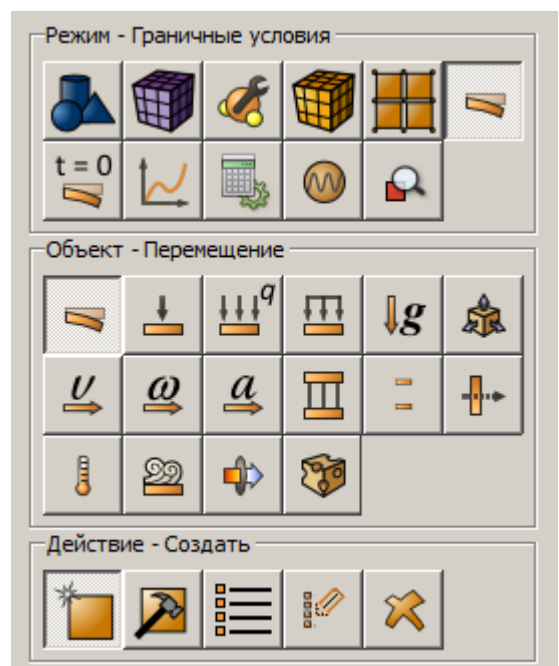 Режим - Граничные условия
t = 0
Объект - Перемещение
q
g
υ ω a
Действие - Создать